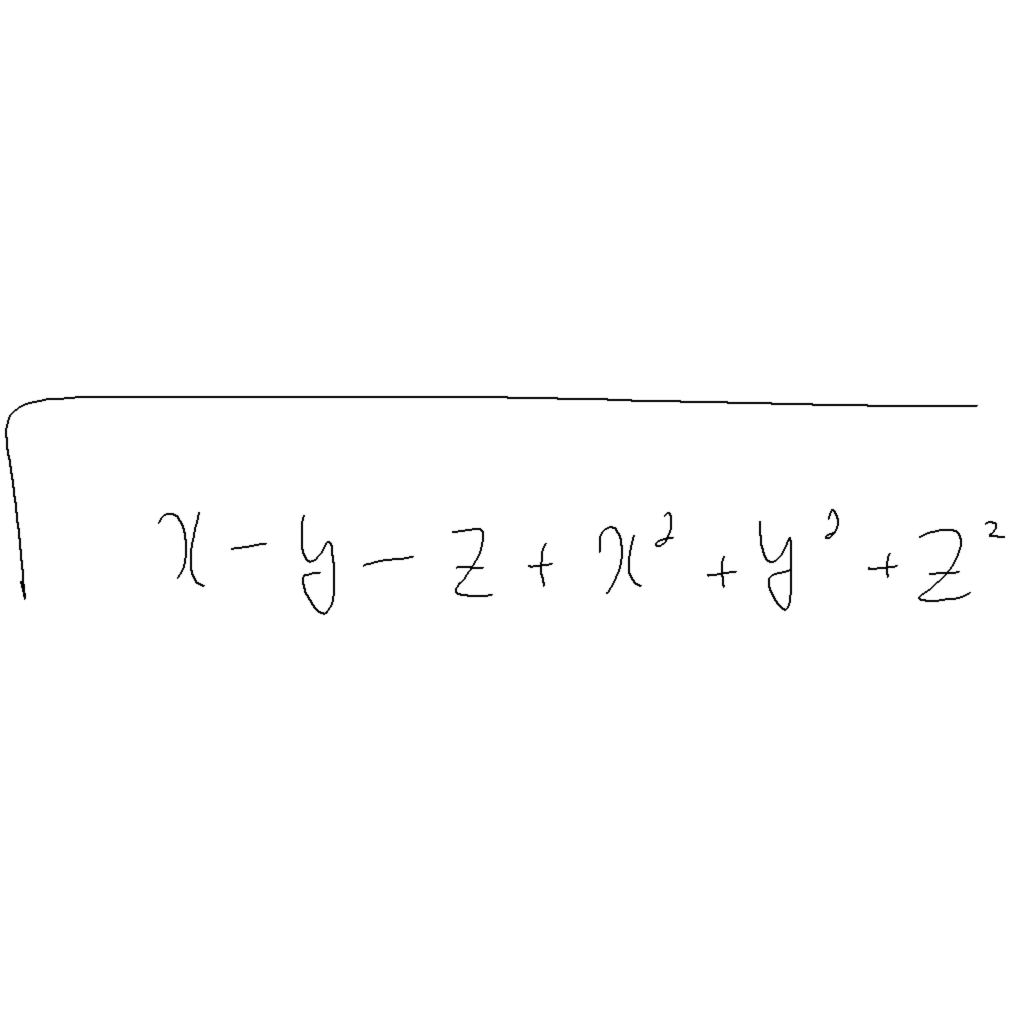 x - y - z + x² + y² + z²